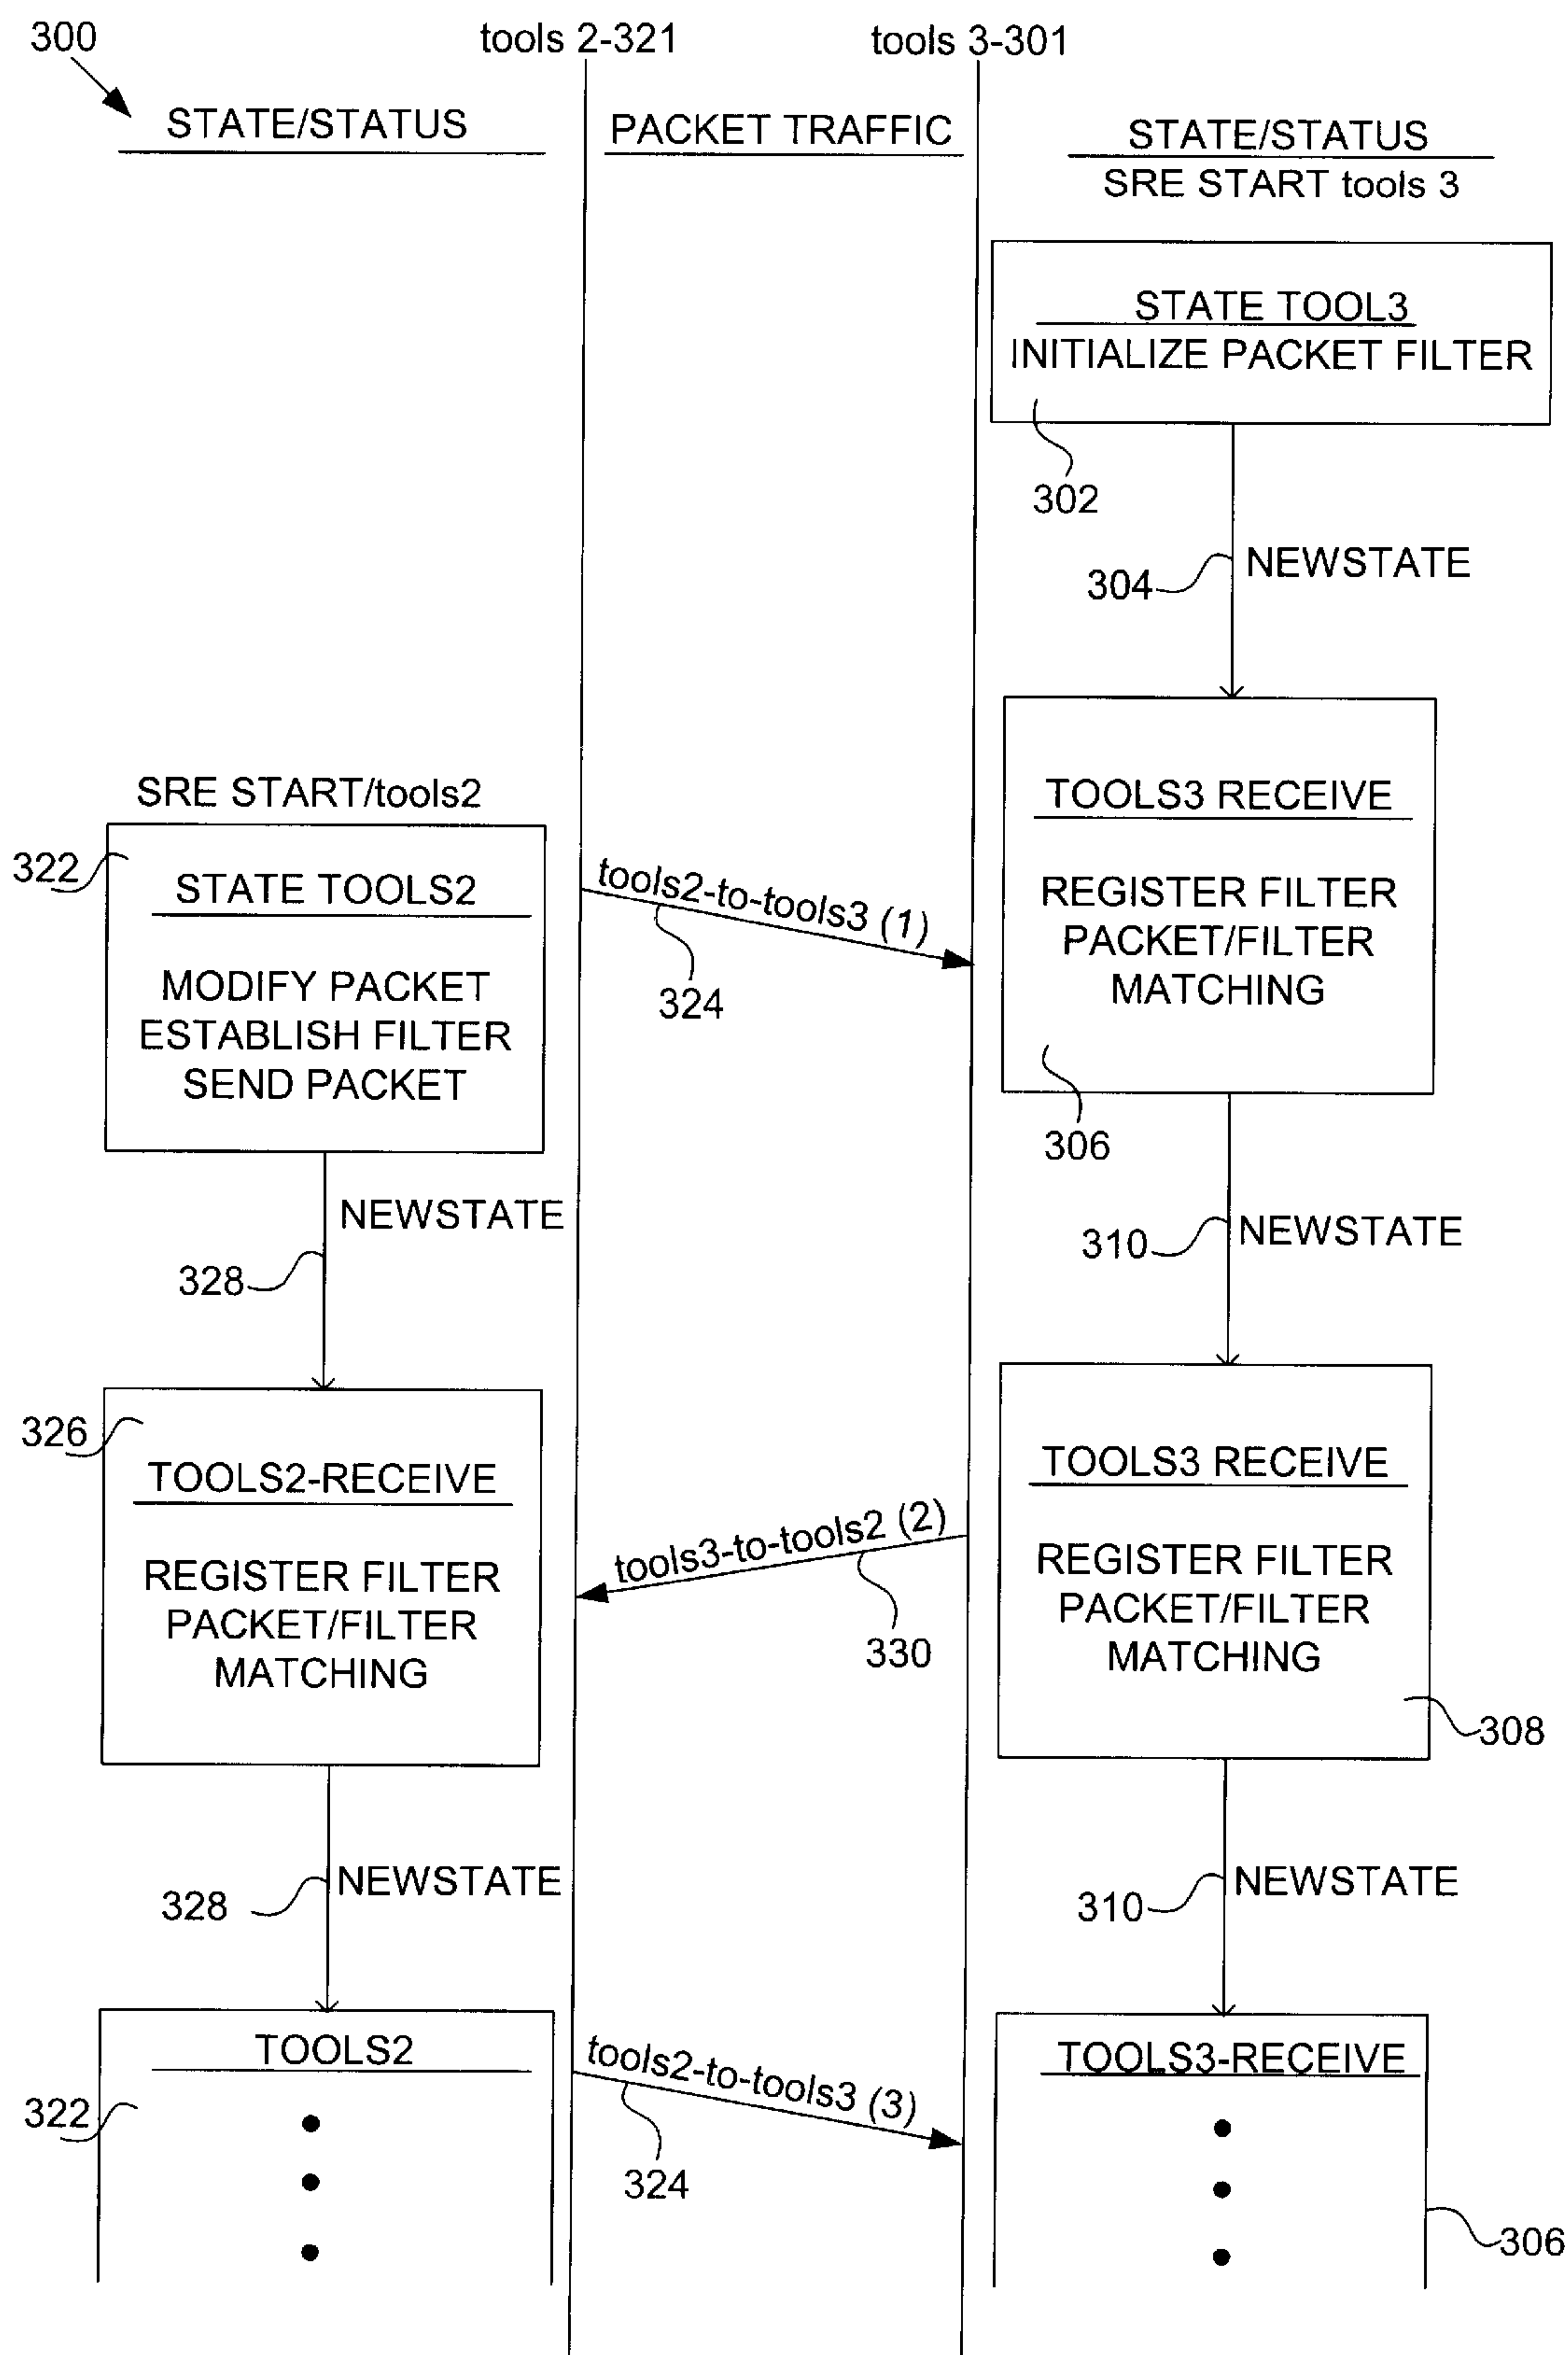 300
tools 2-321
tools 3-301
STATE/STATUS
PACKET TRAFFIC
STATE/STATUS
SRE START tools 3
STATE TOOL3
INITIALIZE PACKET FILTER
302
304
NEWSTATE
SRE START/tools2
322
STATE TOOLS2
MODIFY PACKET
ESTABLISH FILTER
SEND PACKET
tools2-to-tools3 (1)
324
TOOLS3 RECEIVE
REGISTER FILTER
PACKET/FILTER
MATCHING
306
NEWSTATE
328
310
NEWSTATE
326
TOOLS2-RECEIVE
REGISTER FILTER
PACKET/FILTER
MATCHING
tools3-to-tools2 (2)
330
TOOLS3 RECEIVE
REGISTER FILTER
PACKET/FILTER
MATCHING
308
328
NEWSTATE
310
NEWSTATE
TOOLS2
322
tools2-to-tools3 (3)
324
TOOLS3-RECEIVE
306